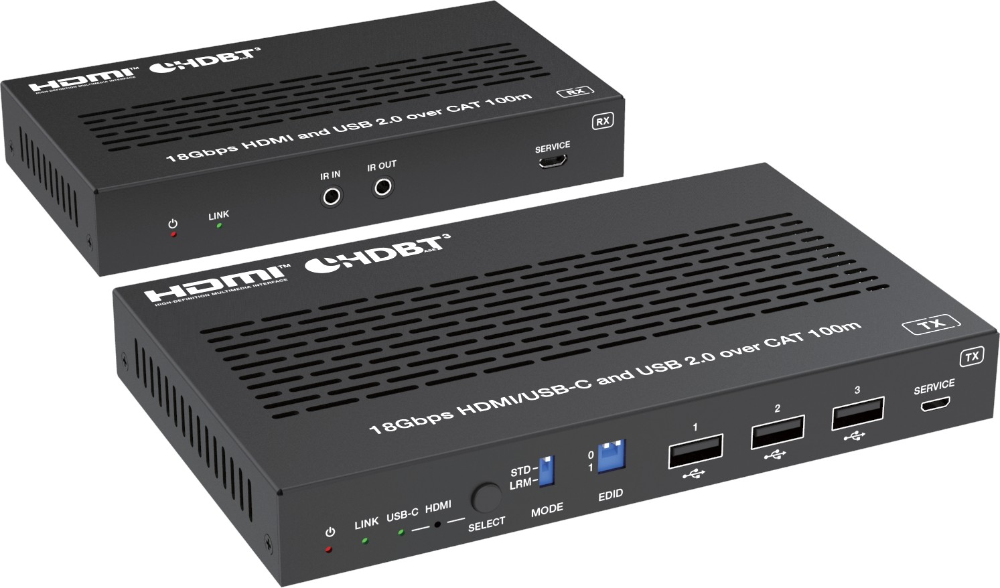 HDMI™
HIGH-DEFINITION MULTIMEDIA INTERFACE
HDBT3
ASE
18Gbps HDMI and USB 2.0 over CAT 100m
RX
RX
IR IN
IR OUT
SERVICE
LINK
HDMI™
HIGH-DEFINITION MULTIMEDIA INTERFACE
HDBT3
ASE
18Gbps HDMI/USB-C and USB 2.0 over CAT 100m
TX
TX
LINK
USB-C
HDMI
SELECT
STD
LRM
MODE
0
1
EDID
1
2
3
SERVICE